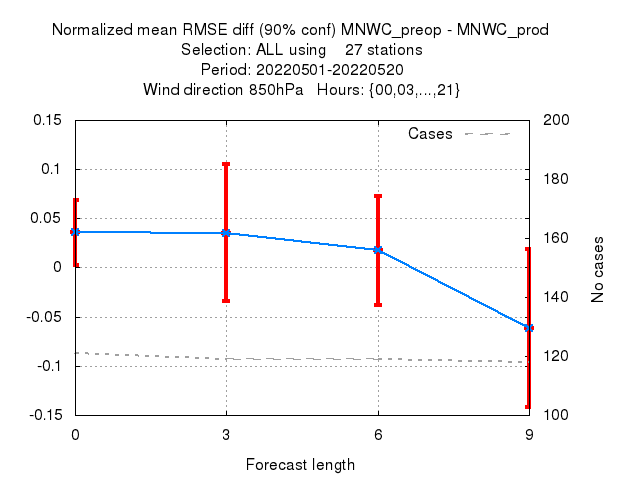 Normalized mean RMSE diff (90% conf) MNWC_preop - MNWC_prod
Selection: ALL using    27 stations
Period: 20220501-20220520
Wind direction 850hPa   Hours: {00,03,...,21}
Cases
0.15
0.1
0.05
0
-0.05
-0.1
-0.15
200
180
160
140
120
100
No cases
0 3 6 9
Forecast length